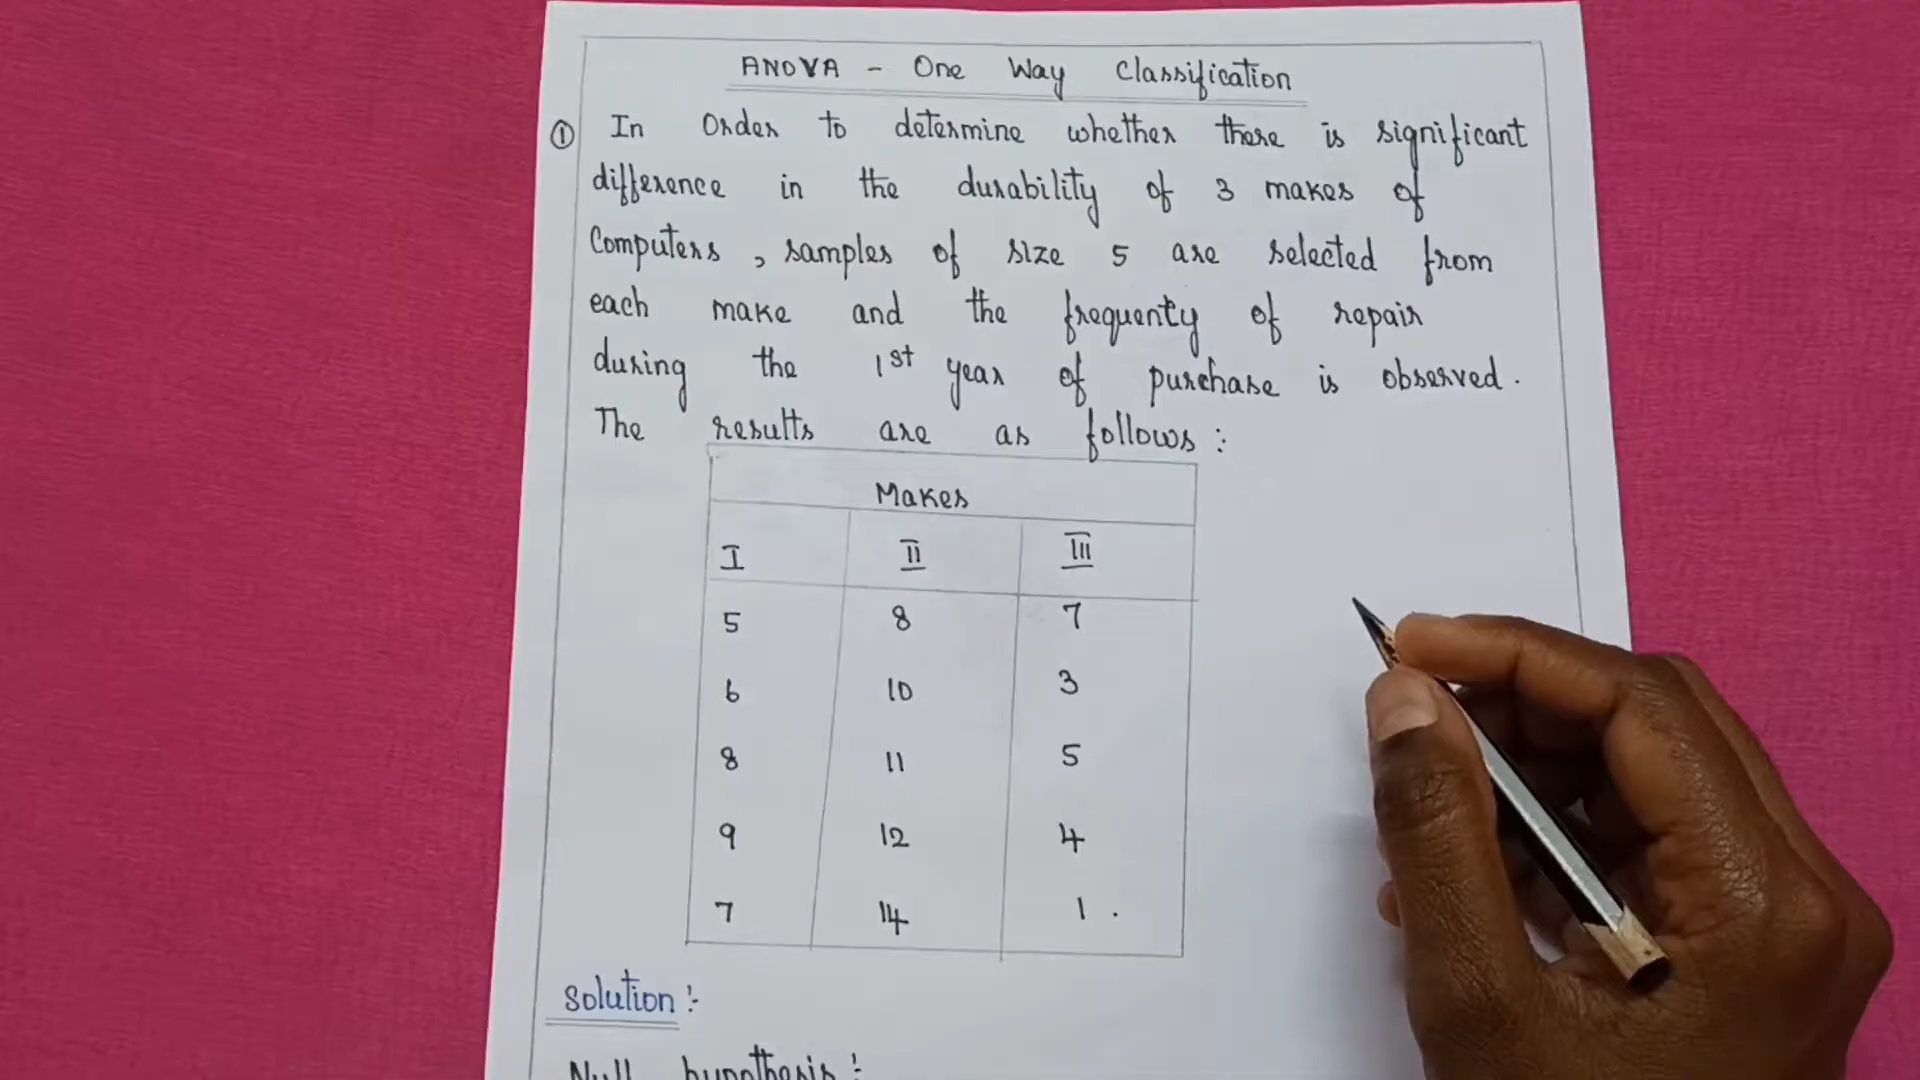 ANOVA - One Way Classification
① In Order to determine whether there is significant
difference in the durability of 3 makes of
Computers, samples of size 5 are selected from
each make and the frequenty of repair
during the 1st year of purchase is observed.
The results are as follows :
Makes
I II III
5 8 7
6 10 3
8 11 5
9 12 4
7 14 1 .
Solution :-
Null hypothesis :